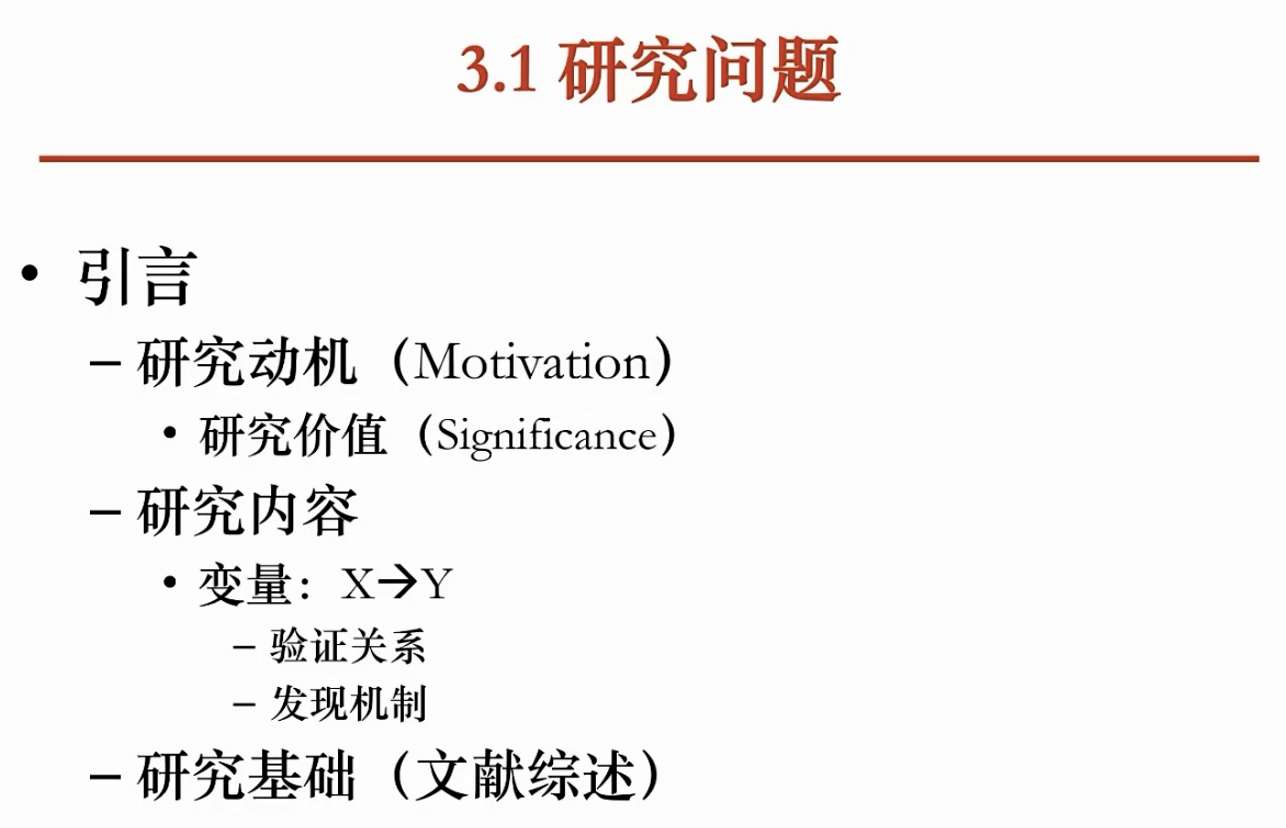 3.1 研究问题
• 引言
– 研究动机（Motivation）
• 研究价值（Significance）
– 研究内容
• 变量：X→Y
– 验证关系
– 发现机制
– 研究基础（文献综述）